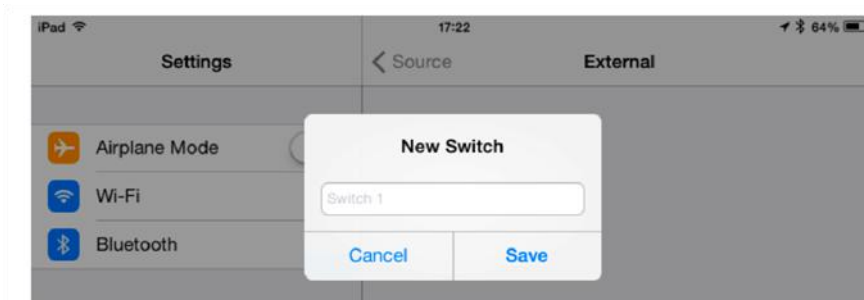 iPad 17:22 64%
Settings Source External
New Switch
Airplane Mode
Switch 1
Wi-Fi
Bluetooth Cancel Save